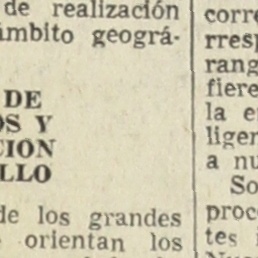 de realización
ámbito geográ-
DE
OS Y
CION
LLO
de los grandes
orientan los
corre
rresp
rang
fiere
la e
ligen
a nu
So
proc
tes i